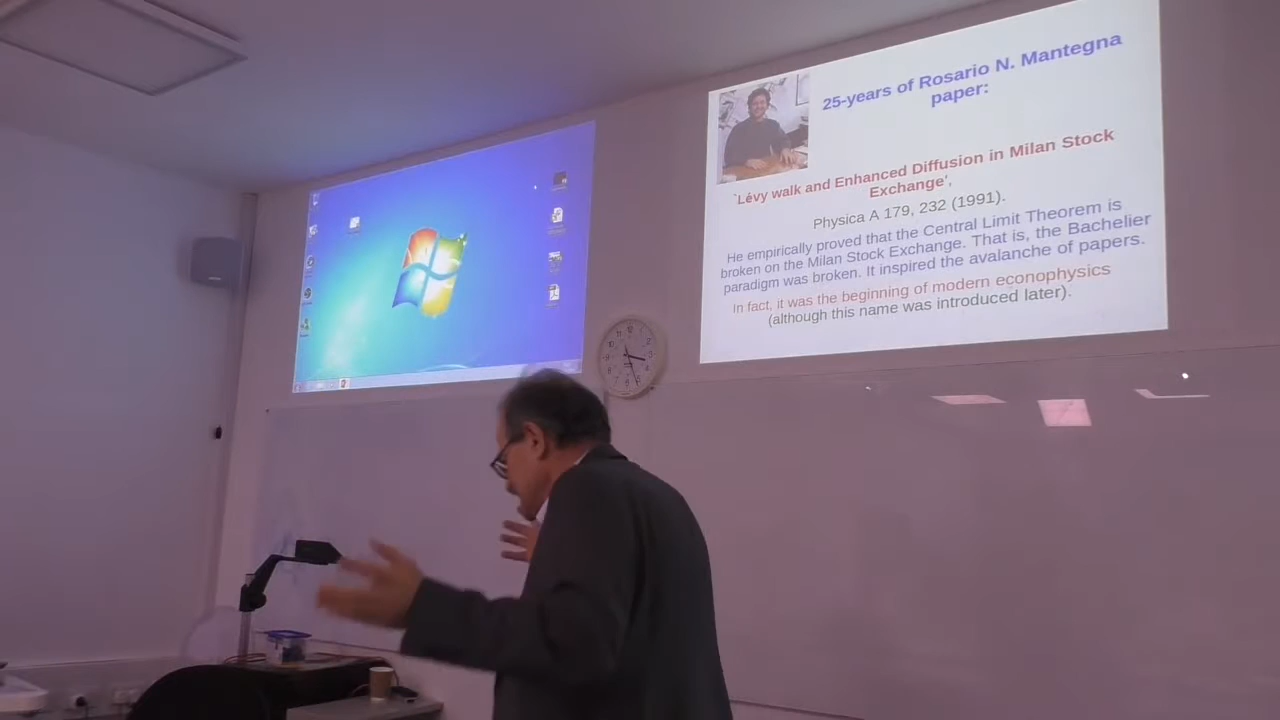 25-years of Rosario N. Mantegna
paper:
`Lévy walk and Enhanced Diffusion in Milan Stock
Exchange',
Physica A 179, 232 (1991).
He empirically proved that the Central Limit Theorem is
broken on the Milan Stock Exchange. That is, the Bachelier
paradigm was broken. It inspired the avalanche of papers.
In fact, it was the beginning of modern econophysics
(although this name was introduced later).